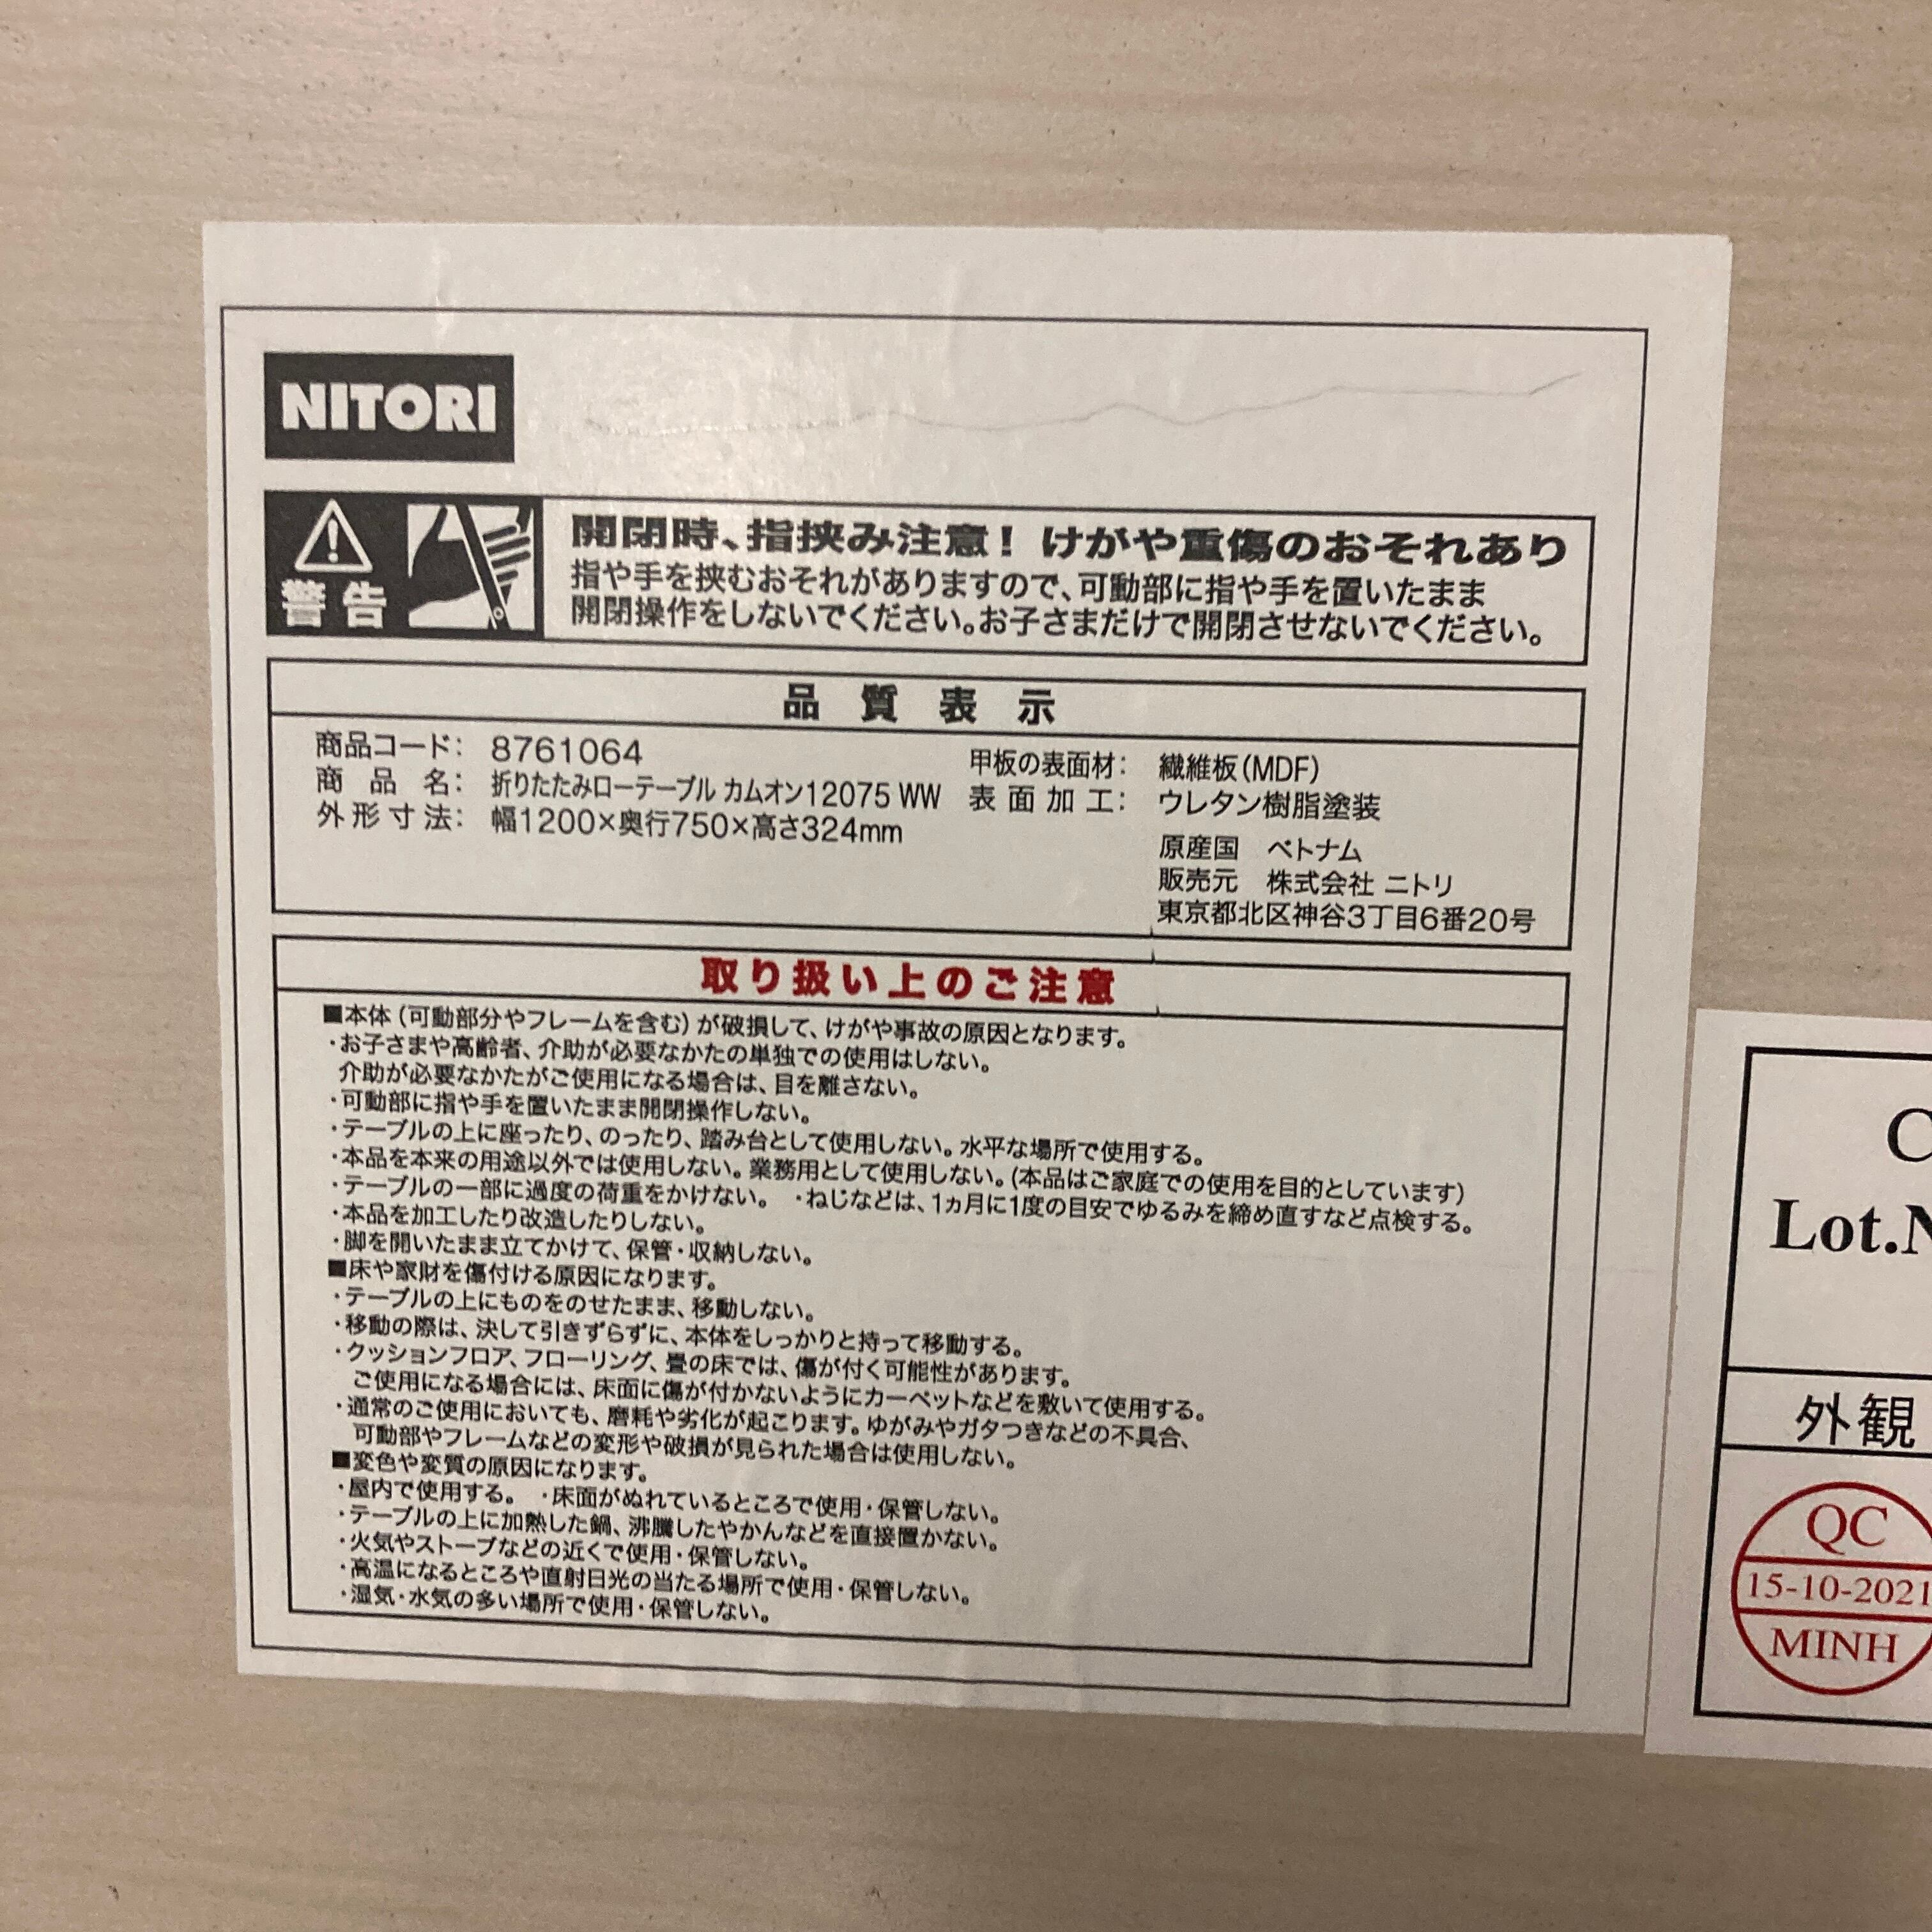 NITORI
警告
開閉時、指挟み注意！けがや重傷のおそれあり
指や手を挟むおそれがありますので、可動部に指や手を置いたまま
開閉操作をしないでください。お子さまだけで開閉させないでください。
品質表示
商品コード：8761064
商品名：折りたたみローテーブル カムオン12075 WW
外形寸法：幅1200×奥行750×高さ324mm
甲板の表面材：繊維板(MDF)
表面加工：ウレタン樹脂塗装
原産国 ベトナム
販売元 株式会社 ニトリ
東京都北区神谷3丁目6番20号
取り扱い上のご注意
■本体(可動部分やフレームを含む)が破損して、けがや事故の原因となります。
・お子さまや高齢者、介助が必要なかたの単独での使用はしない。
介助が必要なかたがご使用になる場合は、目を離さない。
・可動部に指や手を置いたまま開閉操作しない。
・テーブルの上に座ったり、のったり、踏み台として使用しない。水平な場所で使用する。
・本品を本来の用途以外では使用しない。業務用として使用しない。(本品はご家庭での使用を目的としています)
・テーブルの一部に過度の荷重をかけない。 ・ねじなどは、1ヵ月に1度の目安でゆるみを締め直すなど点検する。
・本品を加工したり改造したりしない。
・脚を開いたまま立てかけて、保管・収納しない。
■床や家財を傷付ける原因になります。
・テーブルの上にものをのせたまま、移動しない。
・移動の際は、決して引きずらずに、本体をしっかりと持って移動する。
・クッションフロア、フローリング、畳の床では、傷が付く可能性があります。
ご使用になる場合には、床面に傷が付かないようにカーペットなどを敷いて使用する。
・通常のご使用においても、磨耗や劣化が起こります。ゆがみやガタつきなどの不具合、
可動部やフレームなどの変形や破損が見られた場合は使用しない。
■変色や変質の原因になります。
・屋内で使用する。 ・床面がぬれているところで使用・保管しない。
・テーブルの上に加熱した鍋、沸騰したやかんなどを直接置かない。
・火気やストーブなどの近くで使用・保管しない。
・高温になるところや直射日光の当たる場所で使用・保管しない。
・湿気・水気の多い場所で使用・保管しない。
Lot.N
外観
QC
15-10-2021
MINH